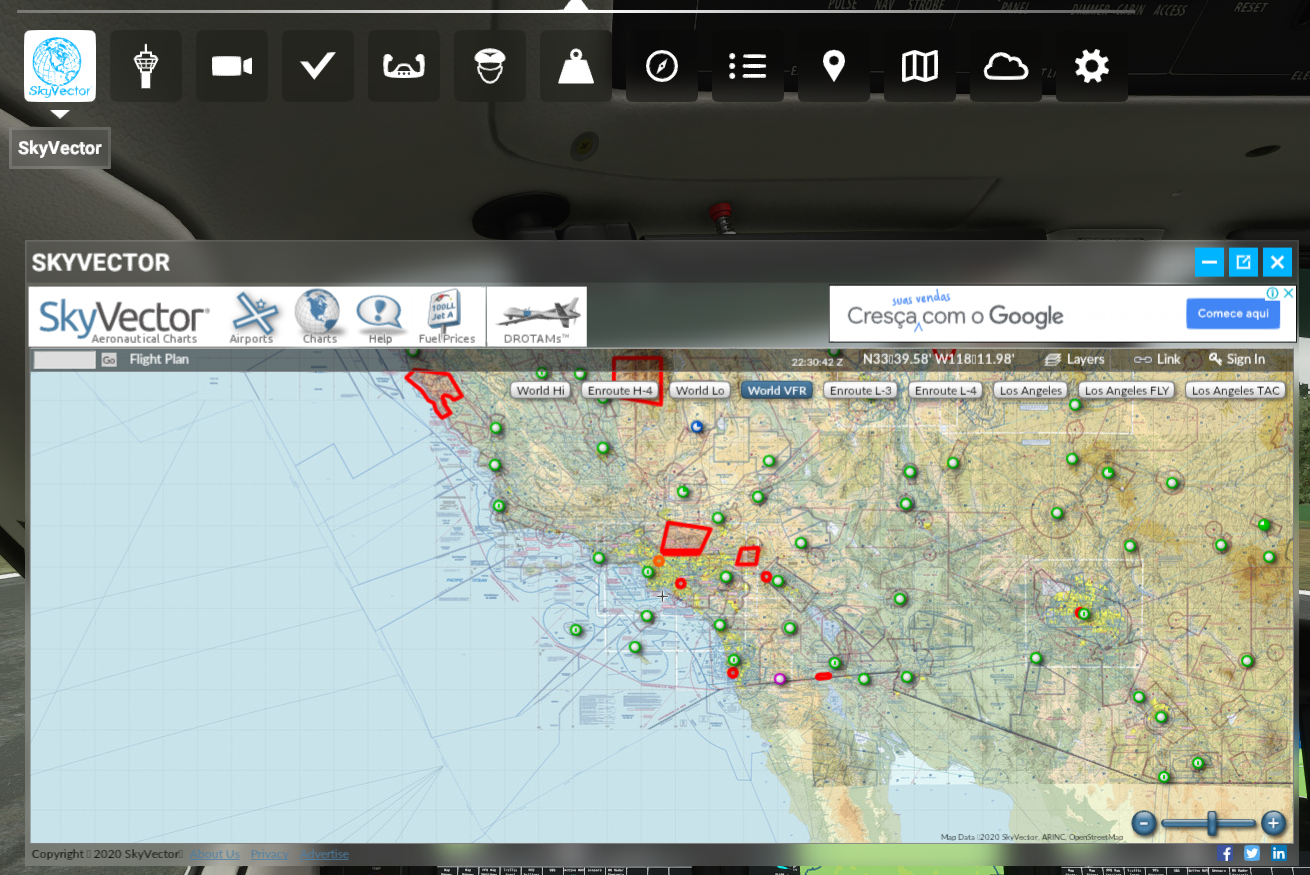 PULSE NAV STROBE
PANEL
DIMMER CABIN ACCESS
RESET
SkyVector
SkyVector
SKYVECTOR
SkyVector®
Aeronautical Charts
Airports
Charts
Help
100LL
Jet A
Fuel Prices
DROTAMs™
suas vendas
Cresça com o Google
Comece aqui
Go
Flight Plan
22:30:42 Z
N33▯39.58' W118▯11.98'
Layers
Link
Sign In
World Hi
Enroute H-4
World Lo
World VFR
Enroute L-3
Enroute L-4
Los Angeles
Los Angeles FLY
Los Angeles TAC
Map Data ▯2020 SkyVector, ARINC, OpenStreetMap
Copyright ▯ 2020 SkyVector▯
About Us
Privacy
Advertise